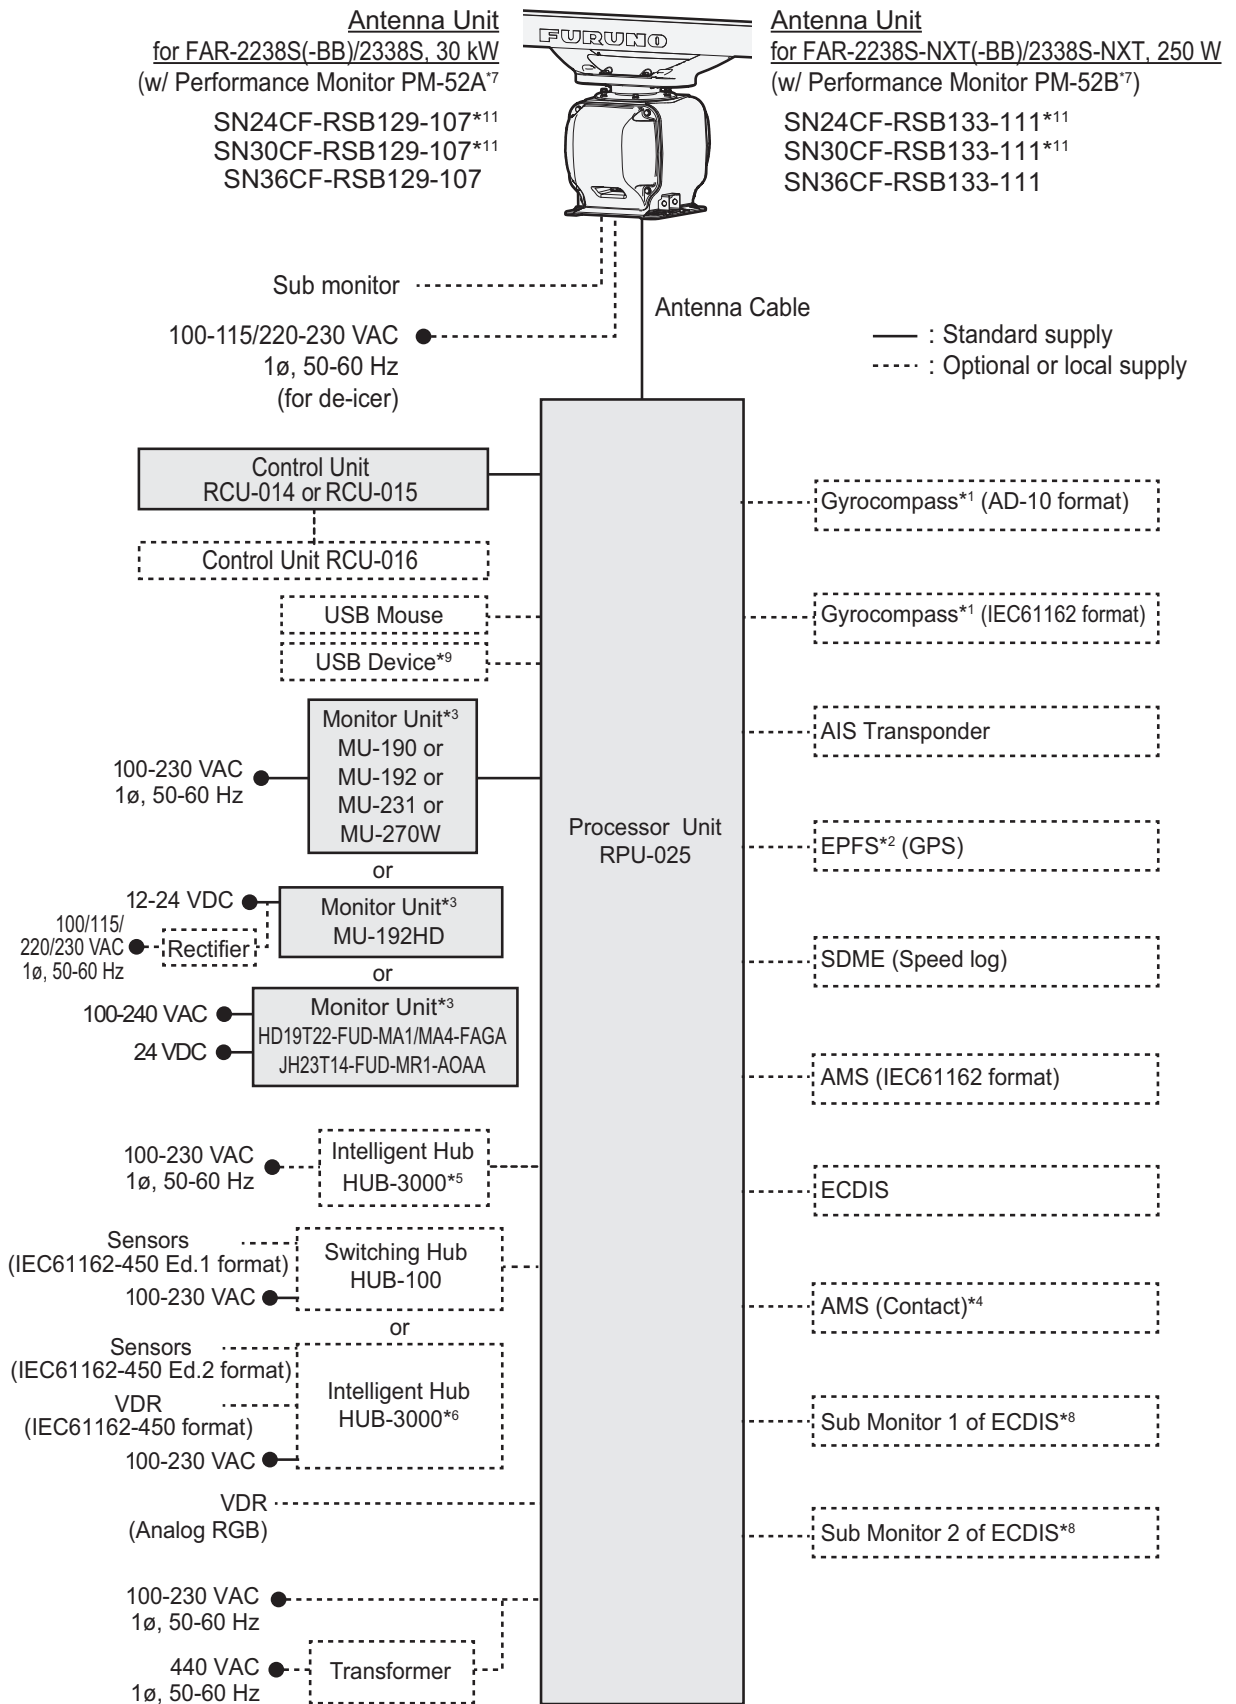 Antenna Unit
for FAR-2238S(-BB)/2338S, 30 kW
(w/ Performance Monitor PM-52A*7
SN24CF-RSB129-107*11
SN30CF-RSB129-107*11
SN36CF-RSB129-107
FURUNO
Antenna Unit
for FAR-2238S-NXT(-BB)/2338S-NXT, 250 W
(w/ Performance Monitor PM-52B*7)
SN24CF-RSB133-111*11
SN30CF-RSB133-111*11
SN36CF-RSB133-111
Sub monitor
100-115/220-230 VAC
1ø, 50-60 Hz
(for de-icer)
Antenna Cable
: Standard supply
: Optional or local supply
Control Unit
RCU-014 or RCU-015
Control Unit RCU-016
USB Mouse
USB Device*9
100-230 VAC
1ø, 50-60 Hz
Monitor Unit*3
MU-190 or
MU-192 or
MU-231 or
MU-270W
or
12-24 VDC
100/115/
220/230 VAC
1ø, 50-60 Hz
Rectifier
Monitor Unit*3
MU-192HD
or
100-240 VAC
24 VDC
Monitor Unit*3
HD19T22-FUD-MA1/MA4-FAGA
JH23T14-FUD-MR1-AOAA
100-230 VAC
1ø, 50-60 Hz
Intelligent Hub
HUB-3000*5
Sensors
(IEC61162-450 Ed.1 format)
100-230 VAC
Switching Hub
HUB-100
or
Sensors
(IEC61162-450 Ed.2 format)
VDR
(IEC61162-450 format)
100-230 VAC
Intelligent Hub
HUB-3000*6
VDR
(Analog RGB)
100-230 VAC
1ø, 50-60 Hz
440 VAC
1ø, 50-60 Hz
Transformer
Processor Unit
RPU-025
Gyrocompass*1 (AD-10 format)
Gyrocompass*1 (IEC61162 format)
AIS Transponder
EPFS*2 (GPS)
SDME (Speed log)
AMS (IEC61162 format)
ECDIS
AMS (Contact)*4
Sub Monitor 1 of ECDIS*8
Sub Monitor 2 of ECDIS*8